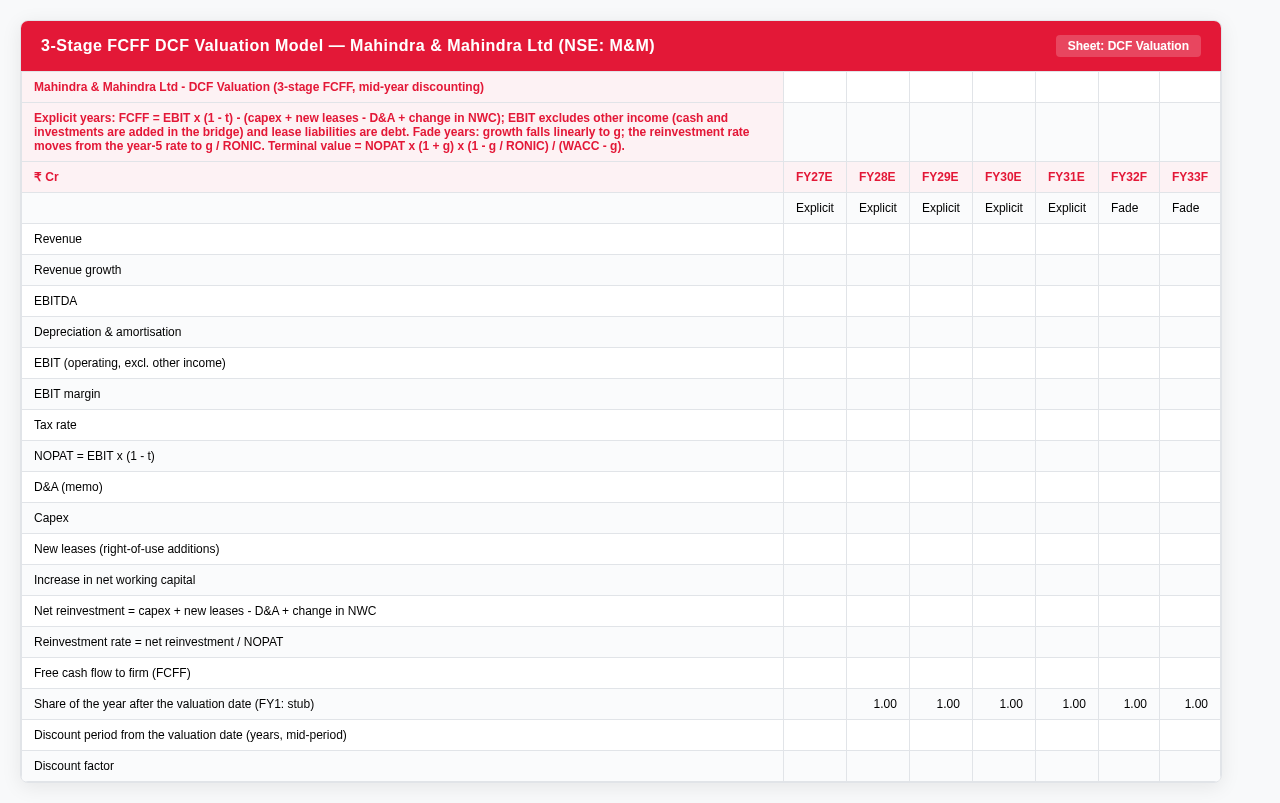 3-Stage FCFF DCF Valuation Model — Mahindra & Mahindra Ltd (NSE: M&M)
Sheet: DCF Valuation
Mahindra & Mahindra Ltd - DCF Valuation (3-stage FCFF, mid-year discounting)
Explicit years: FCFF = EBIT x (1 - t) - (capex + new leases - D&A + change in NWC); EBIT excludes other income (cash and
investments are added in the bridge) and lease liabilities are debt. Fade years: growth falls linearly to g; the reinvestment rate
moves from the year-5 rate to g / RONIC. Terminal value = NOPAT x (1 + g) x (1 - g / RONIC) / (WACC - g).
₹ Cr FY27E FY28E FY29E FY30E FY31E FY32F FY33F
Explicit Explicit Explicit Explicit Explicit Fade Fade
Revenue
Revenue growth
EBITDA
Depreciation & amortisation
EBIT (operating, excl. other income)
EBIT margin
Tax rate
NOPAT = EBIT x (1 - t)
D&A (memo)
Capex
New leases (right-of-use additions)
Increase in net working capital
Net reinvestment = capex + new leases - D&A + change in NWC
Reinvestment rate = net reinvestment / NOPAT
Free cash flow to firm (FCFF)
Share of the year after the valuation date (FY1: stub) 1.00 1.00 1.00 1.00 1.00 1.00
Discount period from the valuation date (years, mid-period)
Discount factor